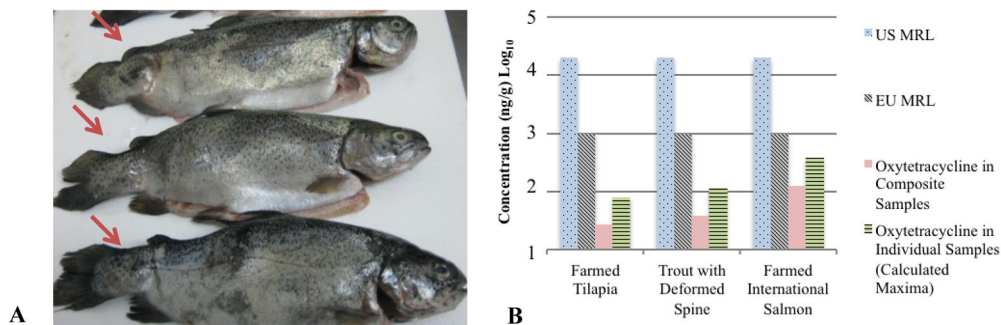 A
B
Concentration (ng/g) Log10
5
4
3
2
1
Farmed
Tilapia
Trout with
Deformed
Spine
Farmed
International
Salmon
US MRL
EU MRL
Oxytetracycline in
Composite
Samples
Oxytetracycline in
Individual Samples
(Calculated
Maxima)